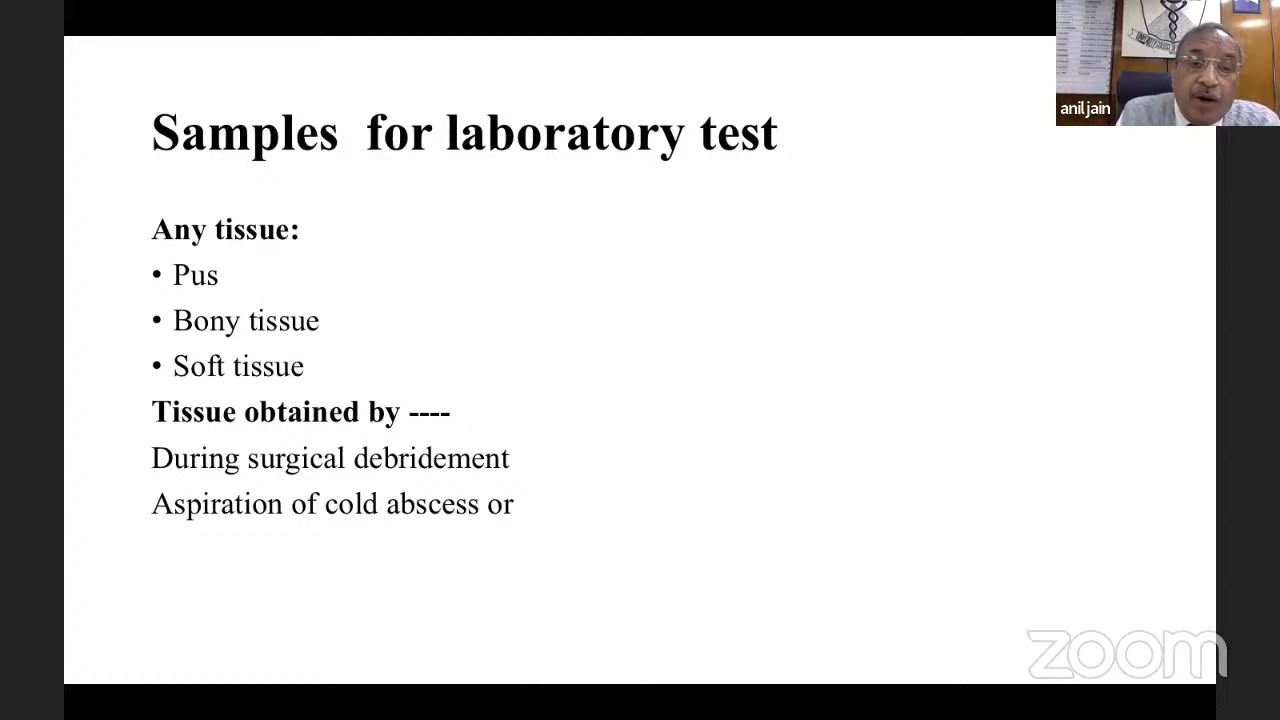 anil jain
Samples for laboratory test
Any tissue:
• Pus
• Bony tissue
• Soft tissue
Tissue obtained by ----
During surgical debridement
Aspiration of cold abscess or
zoom